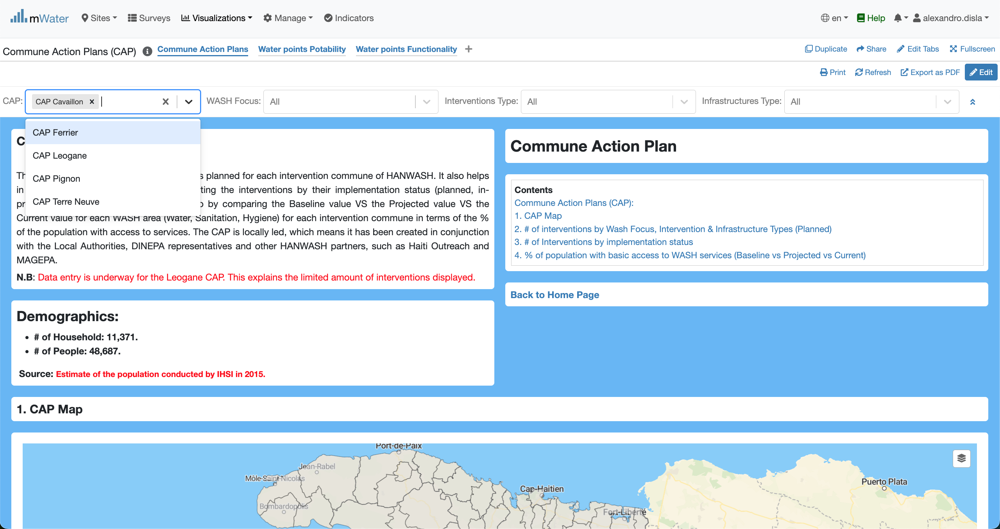 mWater Sites Surveys Visualizations Manage Indicators en Help alexandro.disla
Commune Action Plans (CAP) Commune Action Plans Water points Potability Water points Functionality Duplicate Share Edit Tabs Fullscreen
Print Refresh Export as PDF Edit
CAP: CAP Cavaillon WASH Focus: All Interventions Type: All Infrastructures Type: All
CAP Ferrier
CAP Leogane
CAP Pignon
CAP Terre Neuve
s planned for each intervention commune of HANWASH. It also helps
in ting the interventions by their implementation status (planned, in-
by comparing the Baseline value VS the Projected value VS the
Current value for each WASH area (Water, Sanitation, Hygiene) for each intervention commune in terms of the %
of the population with access to services. The CAP is locally led, which means it has been created in conjunction
with the Local Authorities, DINEPA representatives and other HANWASH partners, such as Haiti Outreach and
MAGEPA.
N.B: Data entry is underway for the Leogane CAP. This explains the limited amount of interventions displayed.
Demographics:
• # of Household: 11,371.
• # of People: 48,687.
Source: Estimate of the population conducted by IHSI in 2015.
Commune Action Plan
Contents
Commune Action Plans (CAP):
1. CAP Map
2. # of interventions by Wash Focus, Intervention & Infrastructure Types (Planned)
3. # of Interventions by implementation status
4. % of population with basic access to WASH services (Baseline vs Projected vs Current)
Back to Home Page
1. CAP Map
Port-de-Paix
Jean-Rabel
Môle-Saint-Nicolas
Puerto Plata
Cap-Haitien
Bombardopolis
Fort-Liberté